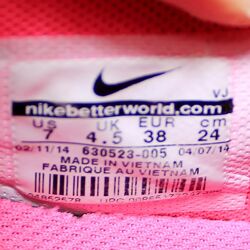 VJ
nikebetterworld.com
US UK EUR cm
7 4.5 38 24
02/11/14 630523-005 04/07/14
MADE IN VIETNAM
FABRIQUE AU VIETNAM